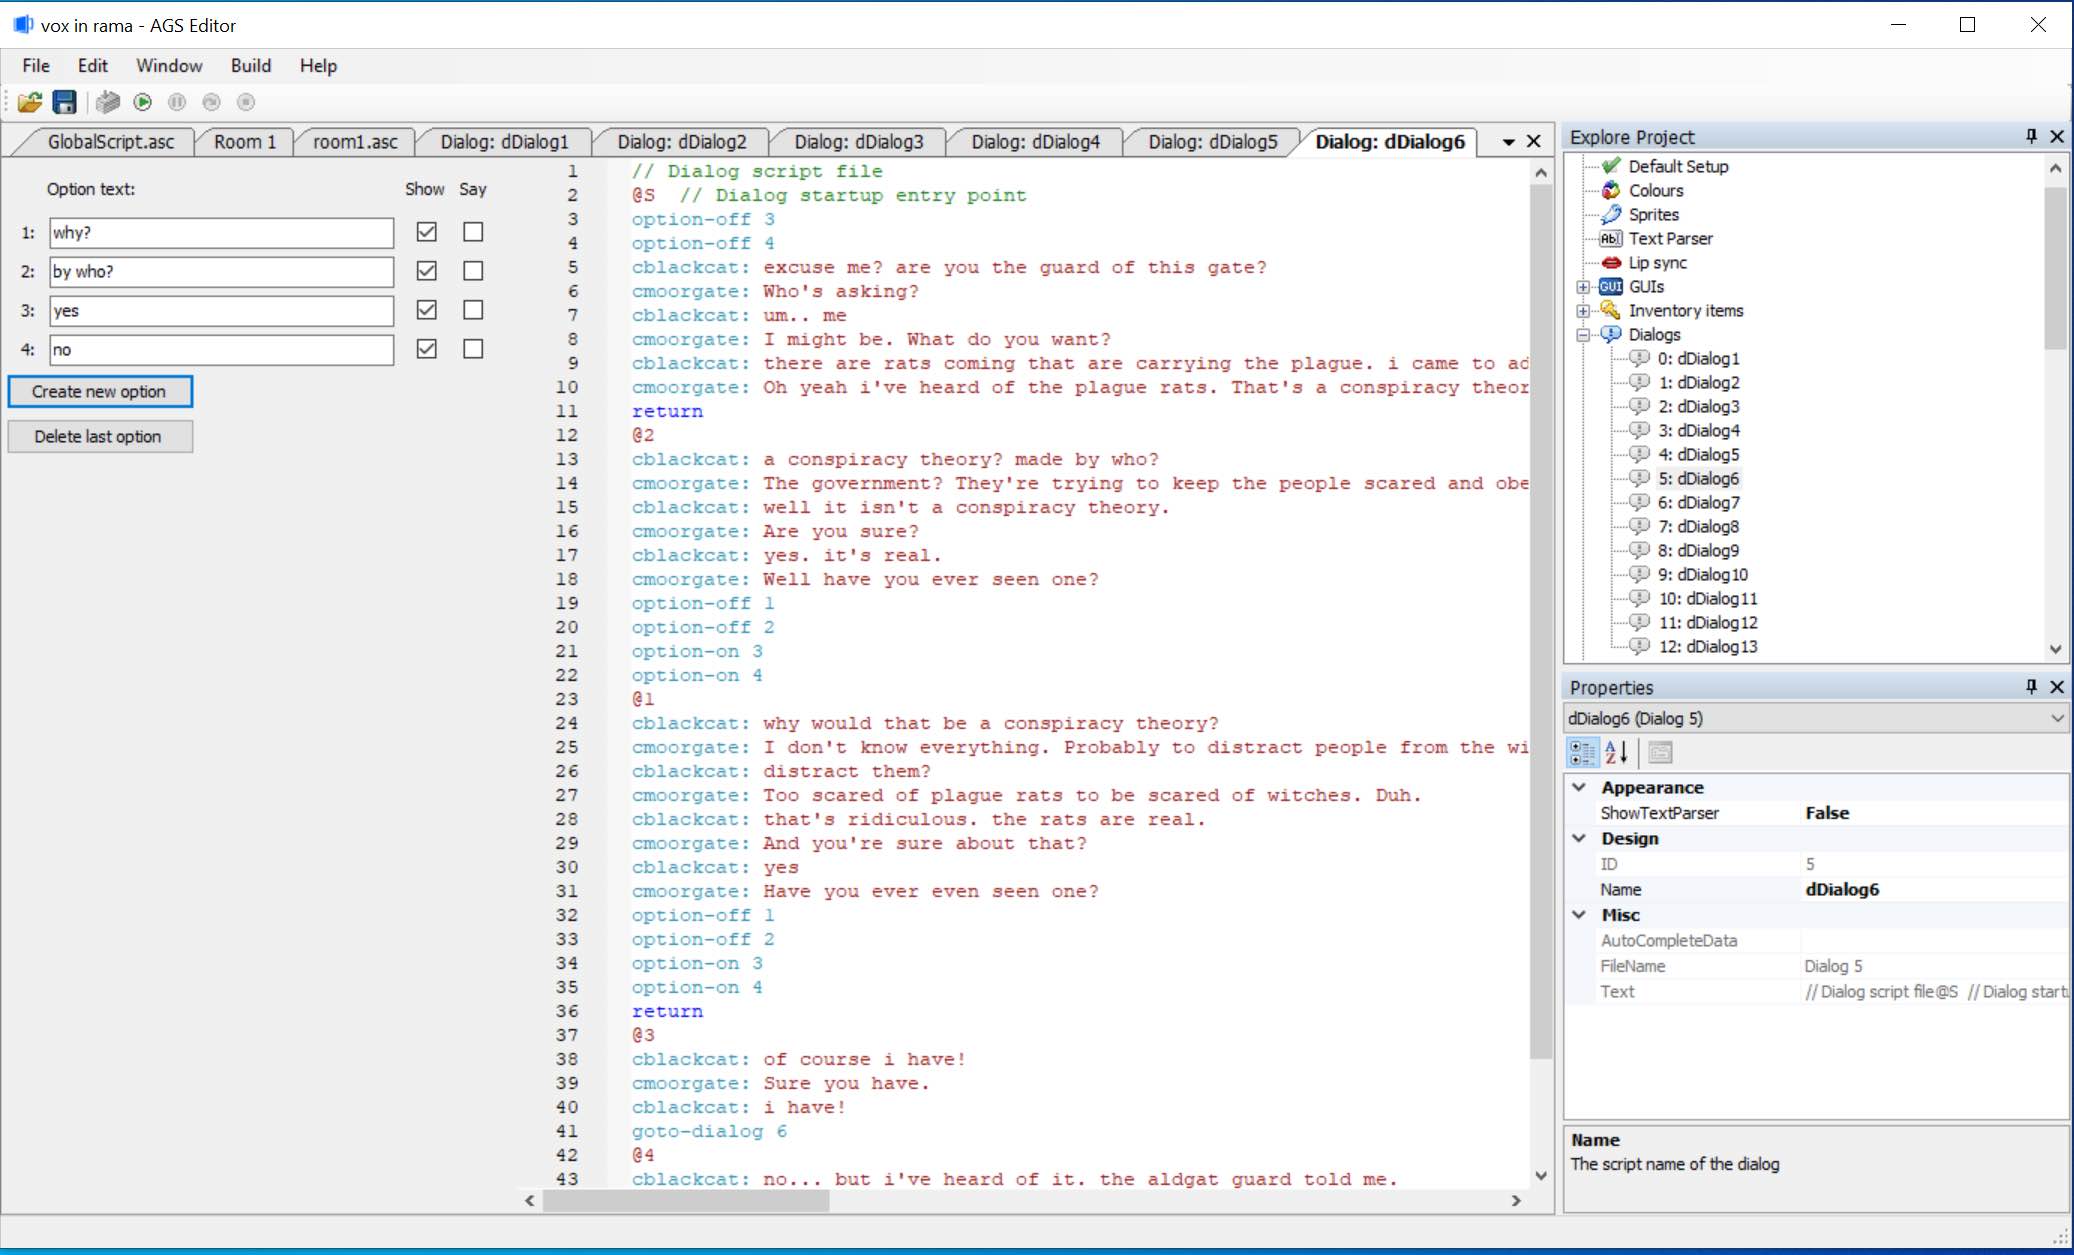 vox in rama - AGS Editor
File Edit Window Build Help
GlobalScript.asc Room 1 room1.asc Dialog: dDialog1 Dialog: dDialog2 Dialog: dDialog3 Dialog: dDialog4 Dialog: dDialog5 Dialog: dDialog6
Option text: Show Say
1: why?
2: by who?
3: yes
4: no
Create new option
Delete last option
1 // Dialog script file
2 @S // Dialog startup entry point
3 option-off 3
4 option-off 4
5 cblackcat: excuse me? are you the guard of this gate?
6 cmoorgate: Who's asking?
7 cblackcat: um.. me
8 cmoorgate: I might be. What do you want?
9 cblackcat: there are rats coming that are carrying the plague. i came to ad
10 cmoorgate: Oh yeah i've heard of the plague rats. That's a conspiracy theor
11 return
12 @2
13 cblackcat: a conspiracy theory? made by who?
14 cmoorgate: The government? They're trying to keep the people scared and obe
15 cblackcat: well it isn't a conspiracy theory.
16 cmoorgate: Are you sure?
17 cblackcat: yes. it's real.
18 cmoorgate: Well have you ever seen one?
19 option-off 1
20 option-off 2
21 option-on 3
22 option-on 4
23 @1
24 cblackcat: why would that be a conspiracy theory?
25 cmoorgate: I don't know everything. Probably to distract people from the wi
26 cblackcat: distract them?
27 cmoorgate: Too scared of plague rats to be scared of witches. Duh.
28 cblackcat: that's ridiculous. the rats are real.
29 cmoorgate: And you're sure about that?
30 cblackcat: yes
31 cmoorgate: Have you ever even seen one?
32 option-off 1
33 option-off 2
34 option-on 3
35 option-on 4
36 return
37 @3
38 cblackcat: of course i have!
39 cmoorgate: Sure you have.
40 cblackcat: i have!
41 goto-dialog 6
42 @4
43 cblackcat: no... but i've heard of it. the aldgat guard told me.
Explore Project
Default Setup
Colours
Sprites
Ab Text Parser
Lip sync
GUI GUIs
Inventory items
Dialogs
0: dDialog1
1: dDialog2
2: dDialog3
3: dDialog4
4: dDialog5
5: dDialog6
6: dDialog7
7: dDialog8
8: dDialog9
9: dDialog10
10: dDialog11
11: dDialog12
12: dDialog13
Properties
dDialog6 (Dialog 5)
Appearance
ShowTextParser False
Design
ID 5
Name dDialog6
Misc
AutoCompleteData
FileName Dialog 5
Text // Dialog script file@S // Dialog startu
Name
The script name of the dialog